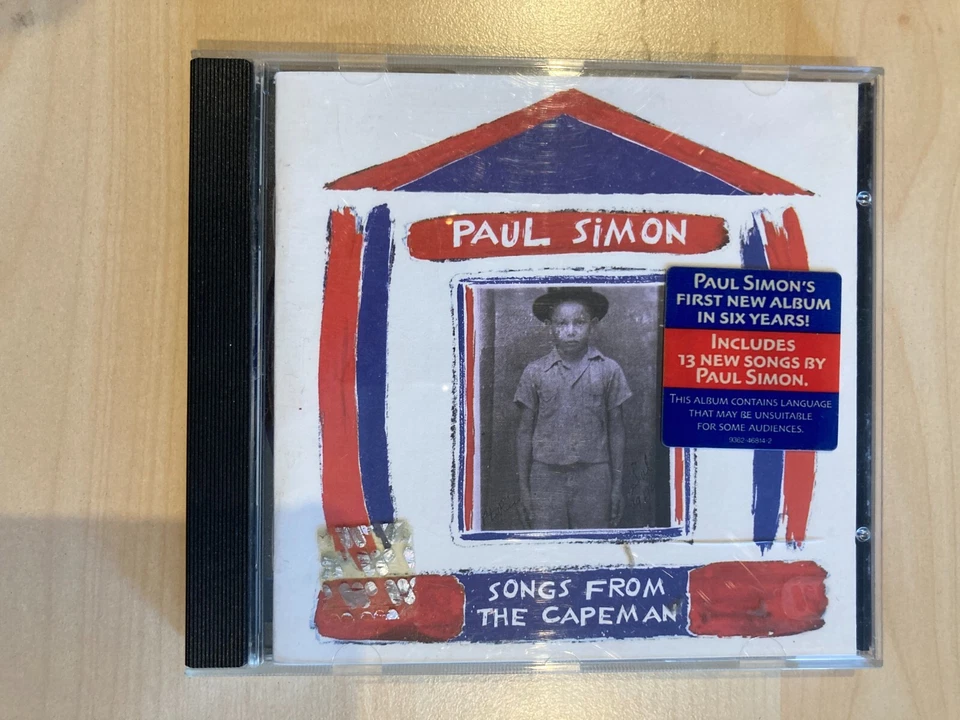 PAUL SiMON
PAUL SIMON'S
FIRST NEW ALBUM
IN SIX YEARS!
INCLUDES
13 NEW SONGS BY
PAUL SIMON.
THIS ALBUM CONTAINS LANGUAGE
THAT MAY BE UNSUITABLE
FOR SOME AUDIENCES.
9362-46814-2
SONGS FROM
THE CAPEMAN